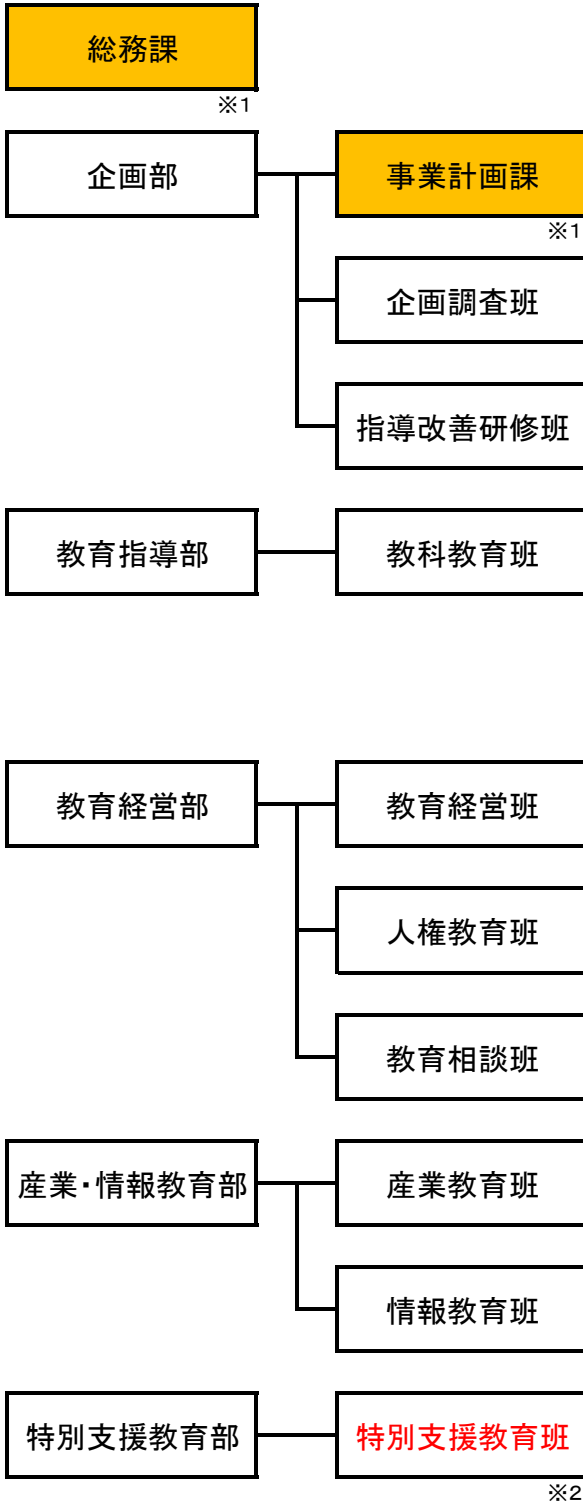 総務課
※1
企画部
事業計画課
※1
企画調査班
指導改善研修班
教育指導部
教科教育班
教育経営部
教育経営班
人権教育班
教育相談班
産業・情報教育部
産業教育班
情報教育班
特別支援教育部
特別支援教育班
※2